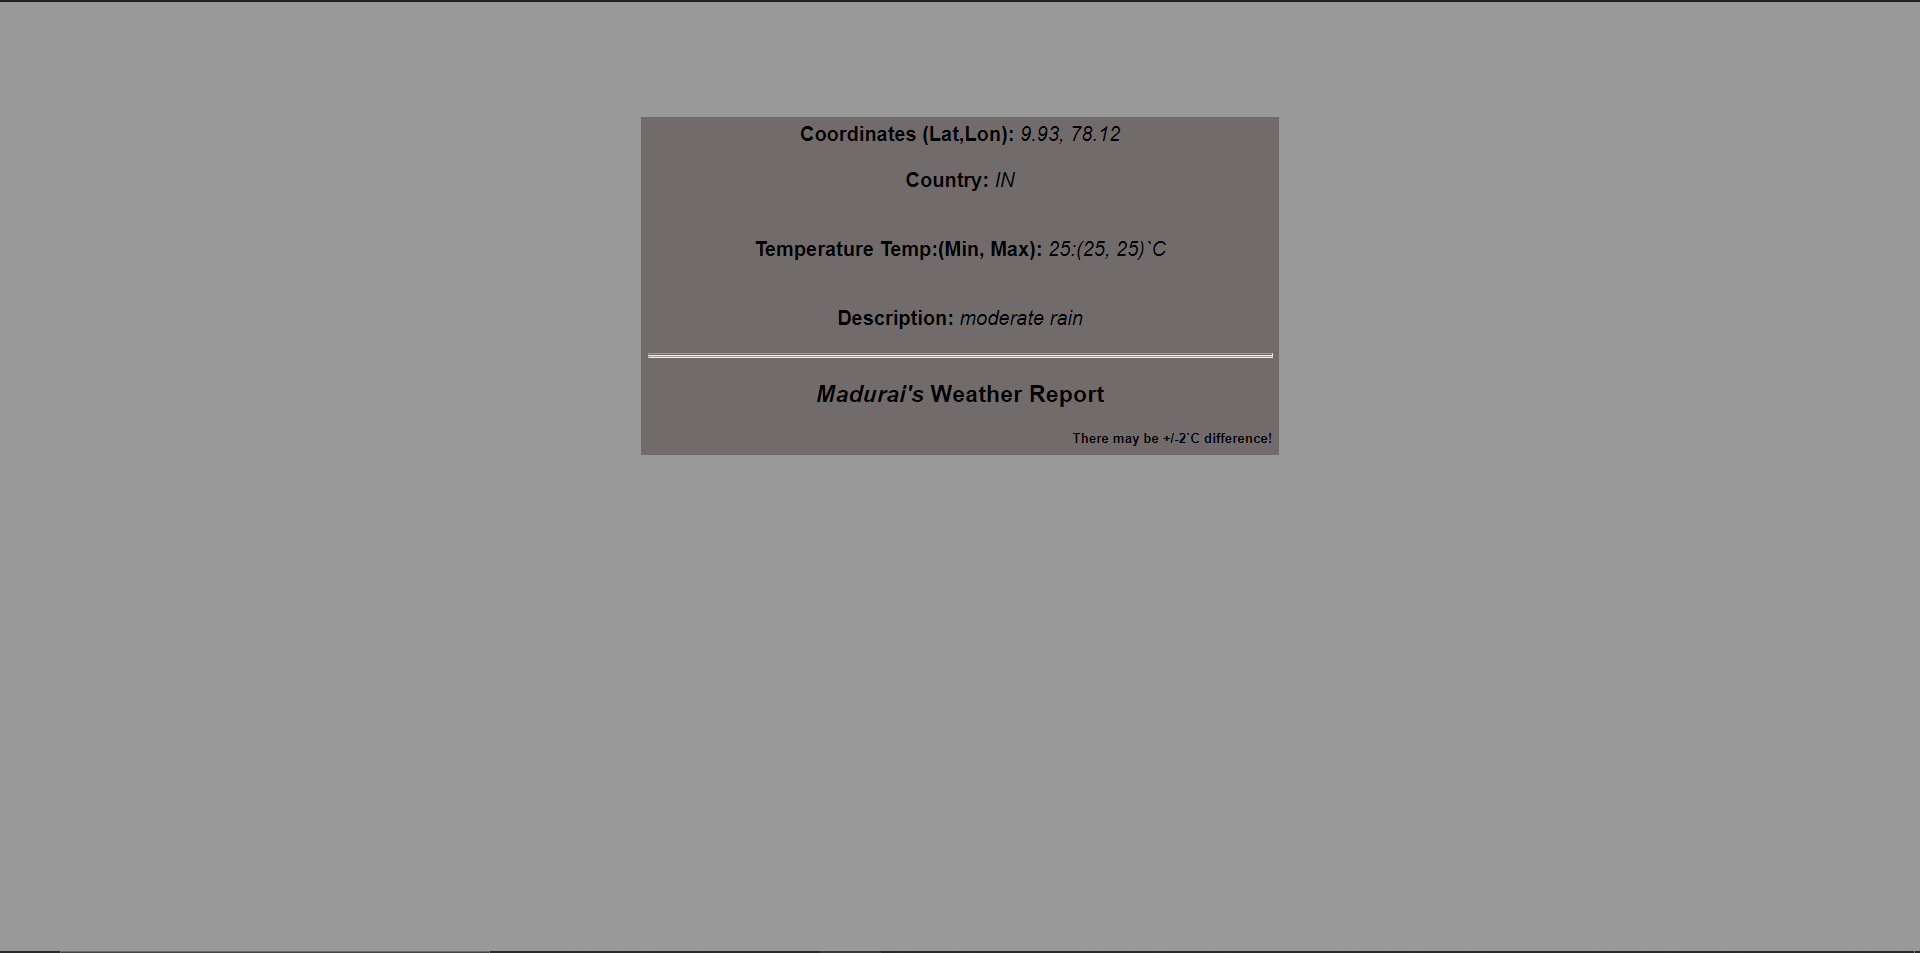 Coordinates (Lat,Lon): 9.93, 78.12
Country: IN
Temperature Temp:(Min, Max): 25:(25, 25)`C
Description: moderate rain
Madurai's Weather Report
There may be +/-2`C difference!